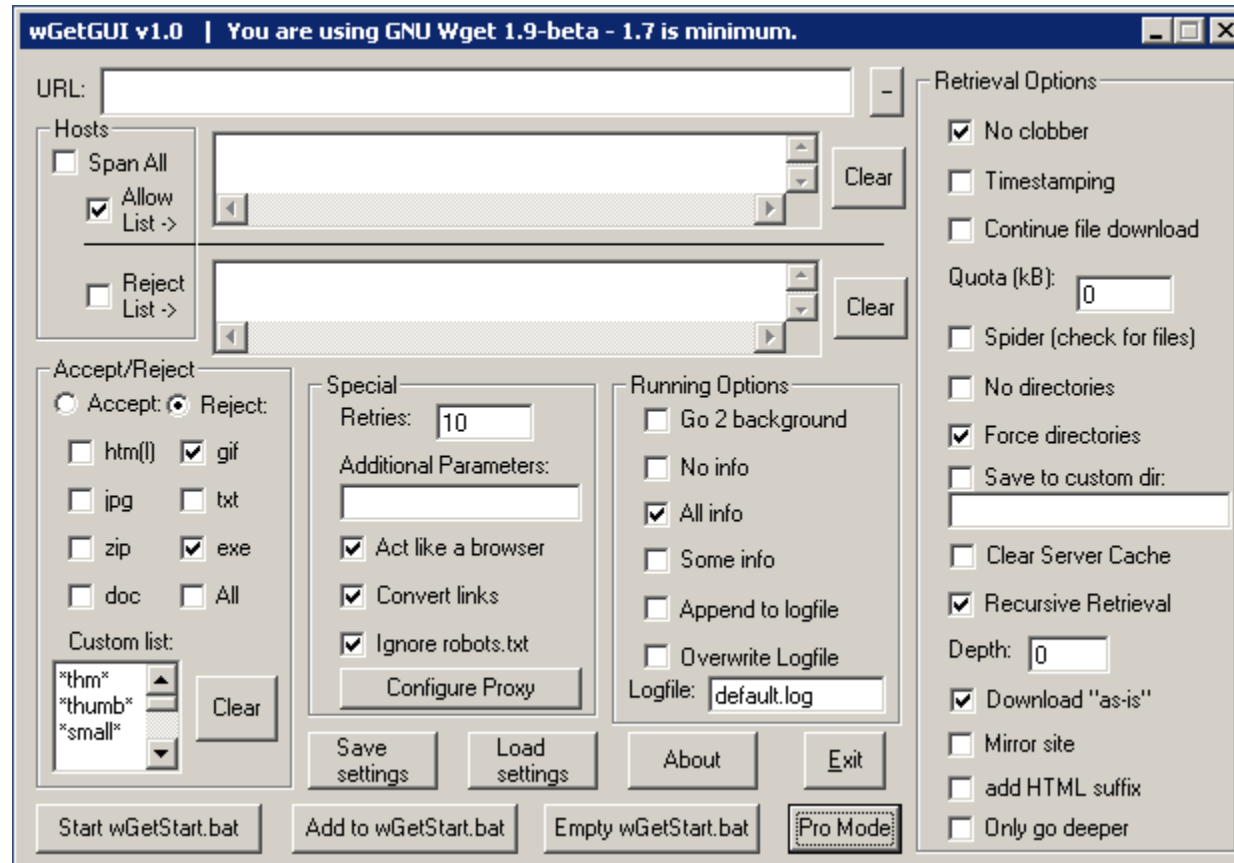 wGetGUI v1.0 | You are using GNU Wget 1.9-beta - 1.7 is minimum.
URL:
-
Hosts
Span All
Allow
List ->
Clear
Reject
List ->
Clear
Accept/Reject
Accept: Reject:
htm(l) gif
jpg txt
zip exe
doc All
Custom list:
*thm*
*thumb*
*small*
Clear
Special
Retries: 10
Additional Parameters:
Act like a browser
Convert links
Ignore robots.txt
Configure Proxy
Running Options
Go 2 background
No info
All info
Some info
Append to logfile
Overwrite Logfile
Logfile: default.log
Retrieval Options
No clobber
Timestamping
Continue file download
Quota (kB): 0
Spider (check for files)
No directories
Force directories
Save to custom dir:
Clear Server Cache
Recursive Retrieval
Depth: 0
Download "as-is"
Mirror site
add HTML suffix
Only go deeper
Save
settings
Load
settings
About
Exit
Start wGetStart.bat
Add to wGetStart.bat
Empty wGetStart.bat
Pro Mode